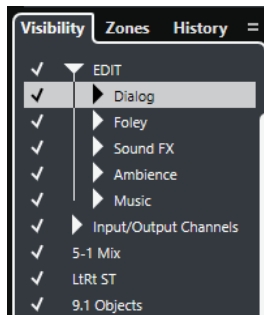 Visibility Zones History
EDIT
Dialog
Foley
Sound FX
Ambience
Music
Input/Output Channels
5-1 Mix
LtRt ST
9.1 Objects